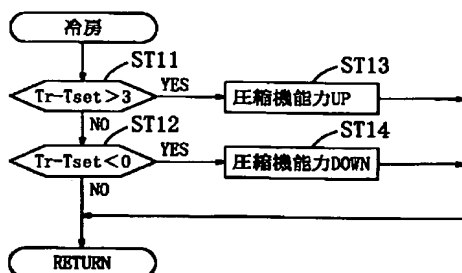 冷房
ST11
Tr-Tset>3
YES
ST13
圧縮機能力UP
NO
ST12
Tr-Tset<0
YES
ST14
圧縮機能力DOWN
NO
RETURN